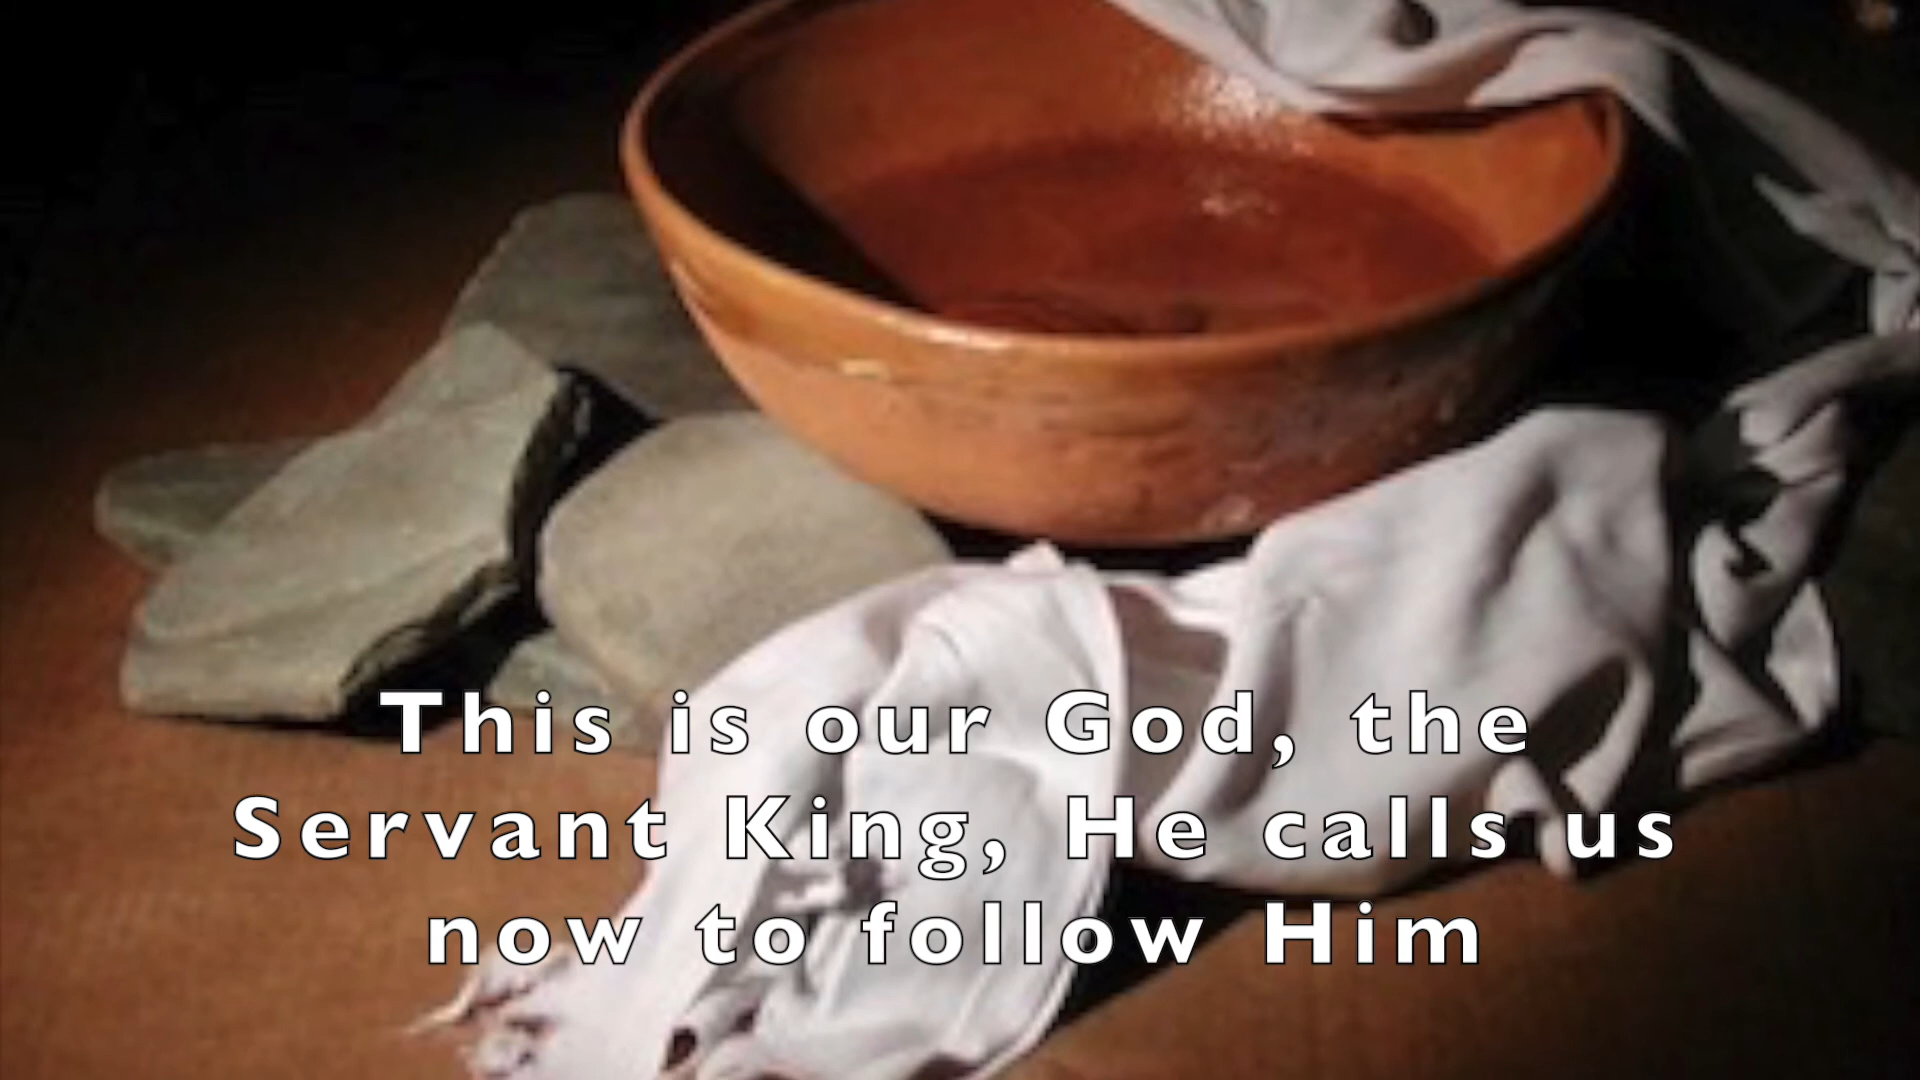 This is our God, the
Servant King, He calls us
now to follow Him